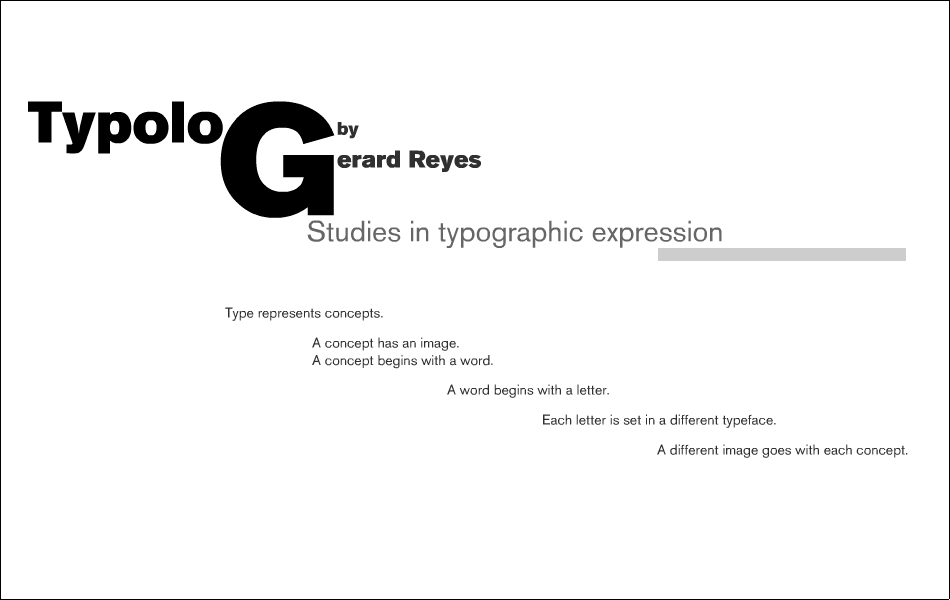 TypoloG by
erard Reyes
Studies in typographic expression
Type represents concepts.
A concept has an image.
A concept begins with a word.
A word begins with a letter.
Each letter is set in a different typeface.
A different image goes with each concept.